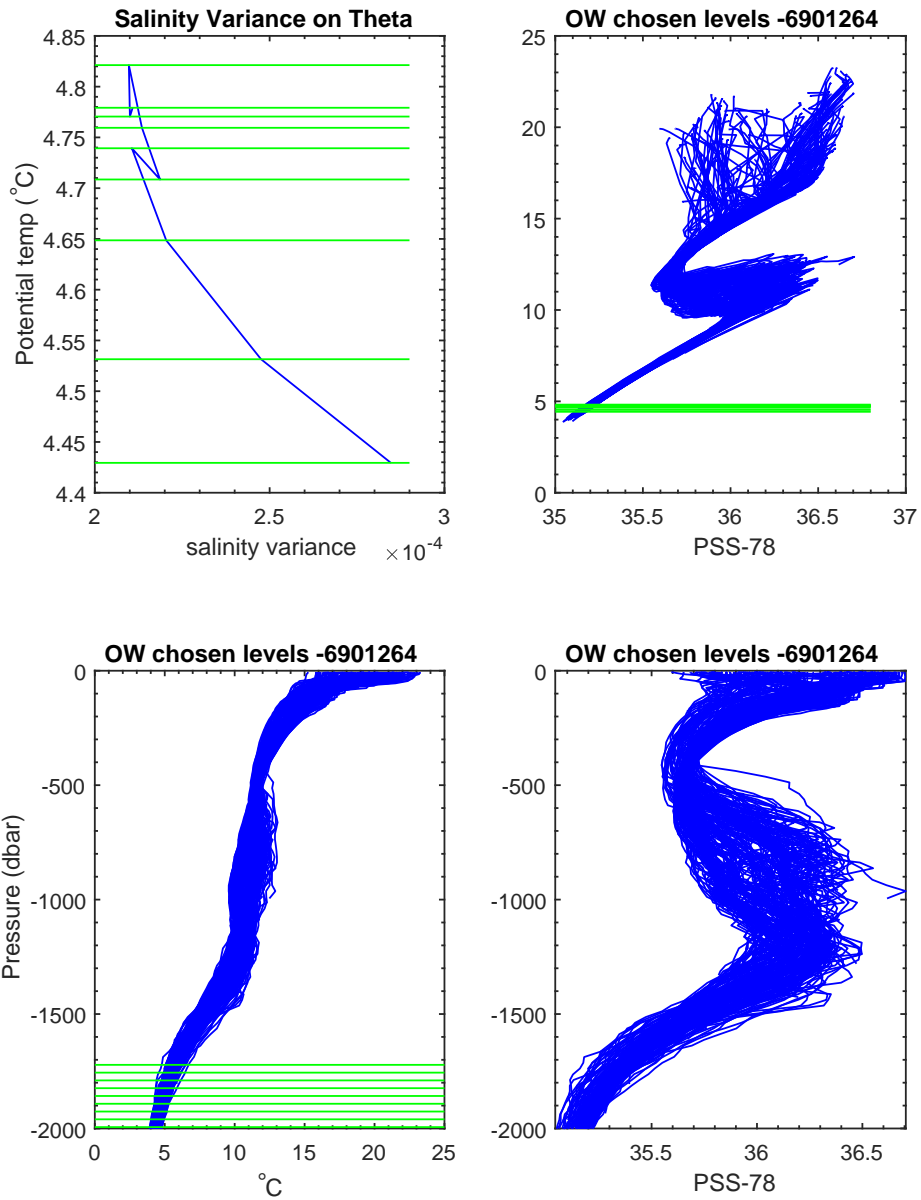 Salinity Variance on Theta
4.85
4.8
4.75
4.7
4.65
4.6
4.55
4.5
4.45
4.4
Potential temp (°C)
2 2.5 3
salinity variance ×10-4
OW chosen levels -6901264
25
20
15
10
5
0
35 35.5 36 36.5 37
PSS-78
OW chosen levels -6901264
0
-500
-1000
-1500
-2000
Pressure (dbar)
0 5 10 15 20 25
°C
OW chosen levels -6901264
0
-500
-1000
-1500
-2000
35.5 36 36.5
PSS-78